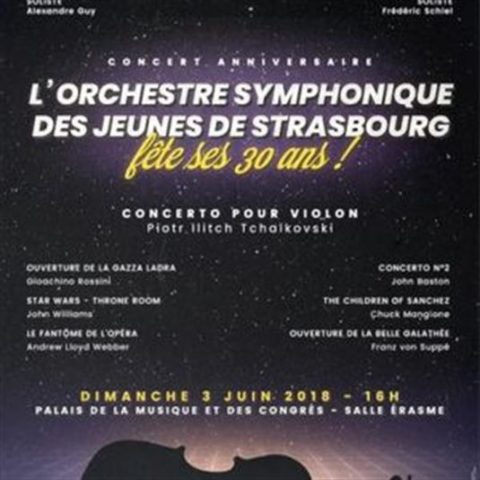 SOLISTE
Alexandre Guy
SOLISTE
Frédéric Schiel
CONCERT ANNIVERSAIRE
L'ORCHESTRE SYMPHONIQUE
DES JEUNES DE STRASBOURG
fête ses 30 ans !
CONCERTO POUR VIOLON
Piotr Ilitch Tchaïkovski
OUVERTURE DE LA GAZZA LADRA
Gioachino Rossini
STAR WARS - THRONE ROOM
John Williams
LE FANTÔME DE L'OPÉRA
Andrew Lloyd Webber
CONCERTO N°2
John Baston
THE CHILDREN OF SANCHEZ
Chuck Mangione
OUVERTURE DE LA BELLE GALATHÉE
Franz von Suppé
DIMANCHE 3 JUIN 2018 - 16H
PALAIS DE LA MUSIQUE ET DES CONGRÈS - SALLE ÉRASME